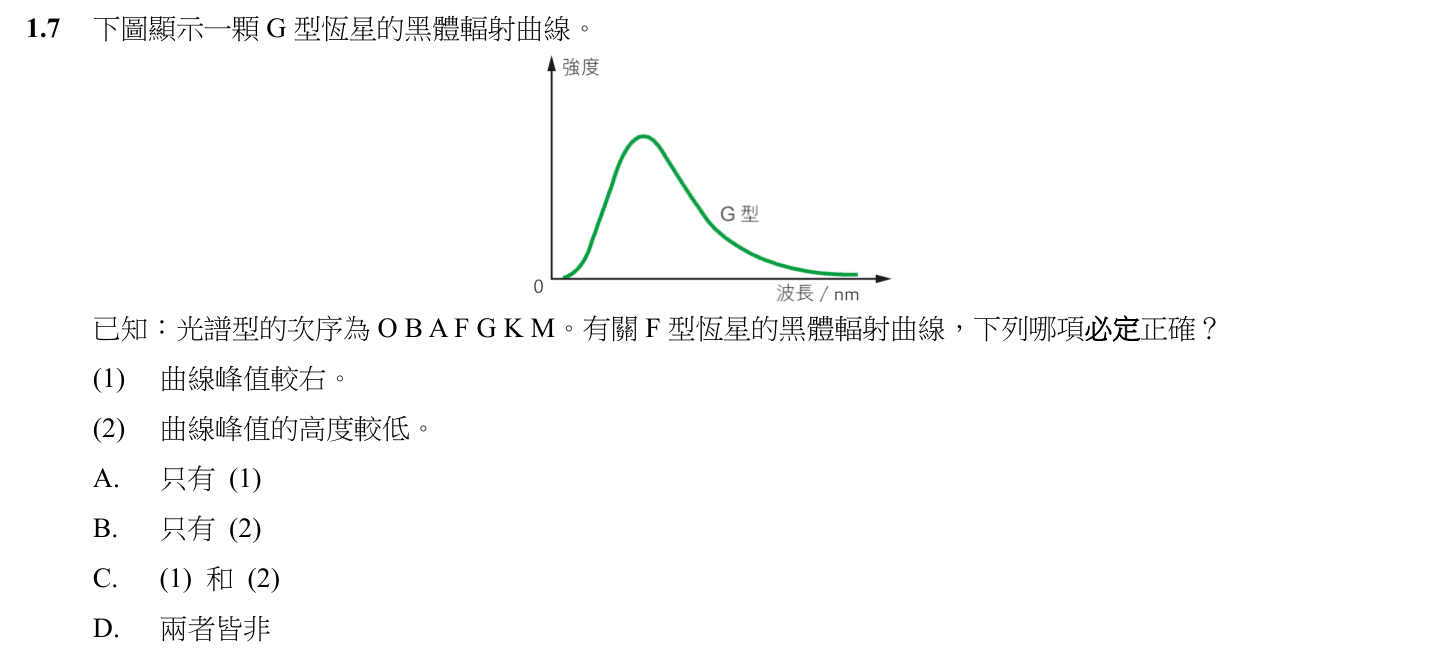 1.7 下圖顯示一顆 G 型恆星的黑體輻射曲線。
強度
G 型
0
波長 / nm
已知：光譜型的次序為 O B A F G K M。有關 F 型恆星的黑體輻射曲線，下列哪項必定正確？
(1) 曲線峰值較右。
(2) 曲線峰值的高度較低。
A. 只有 (1)
B. 只有 (2)
C. (1) 和 (2)
D. 兩者皆非